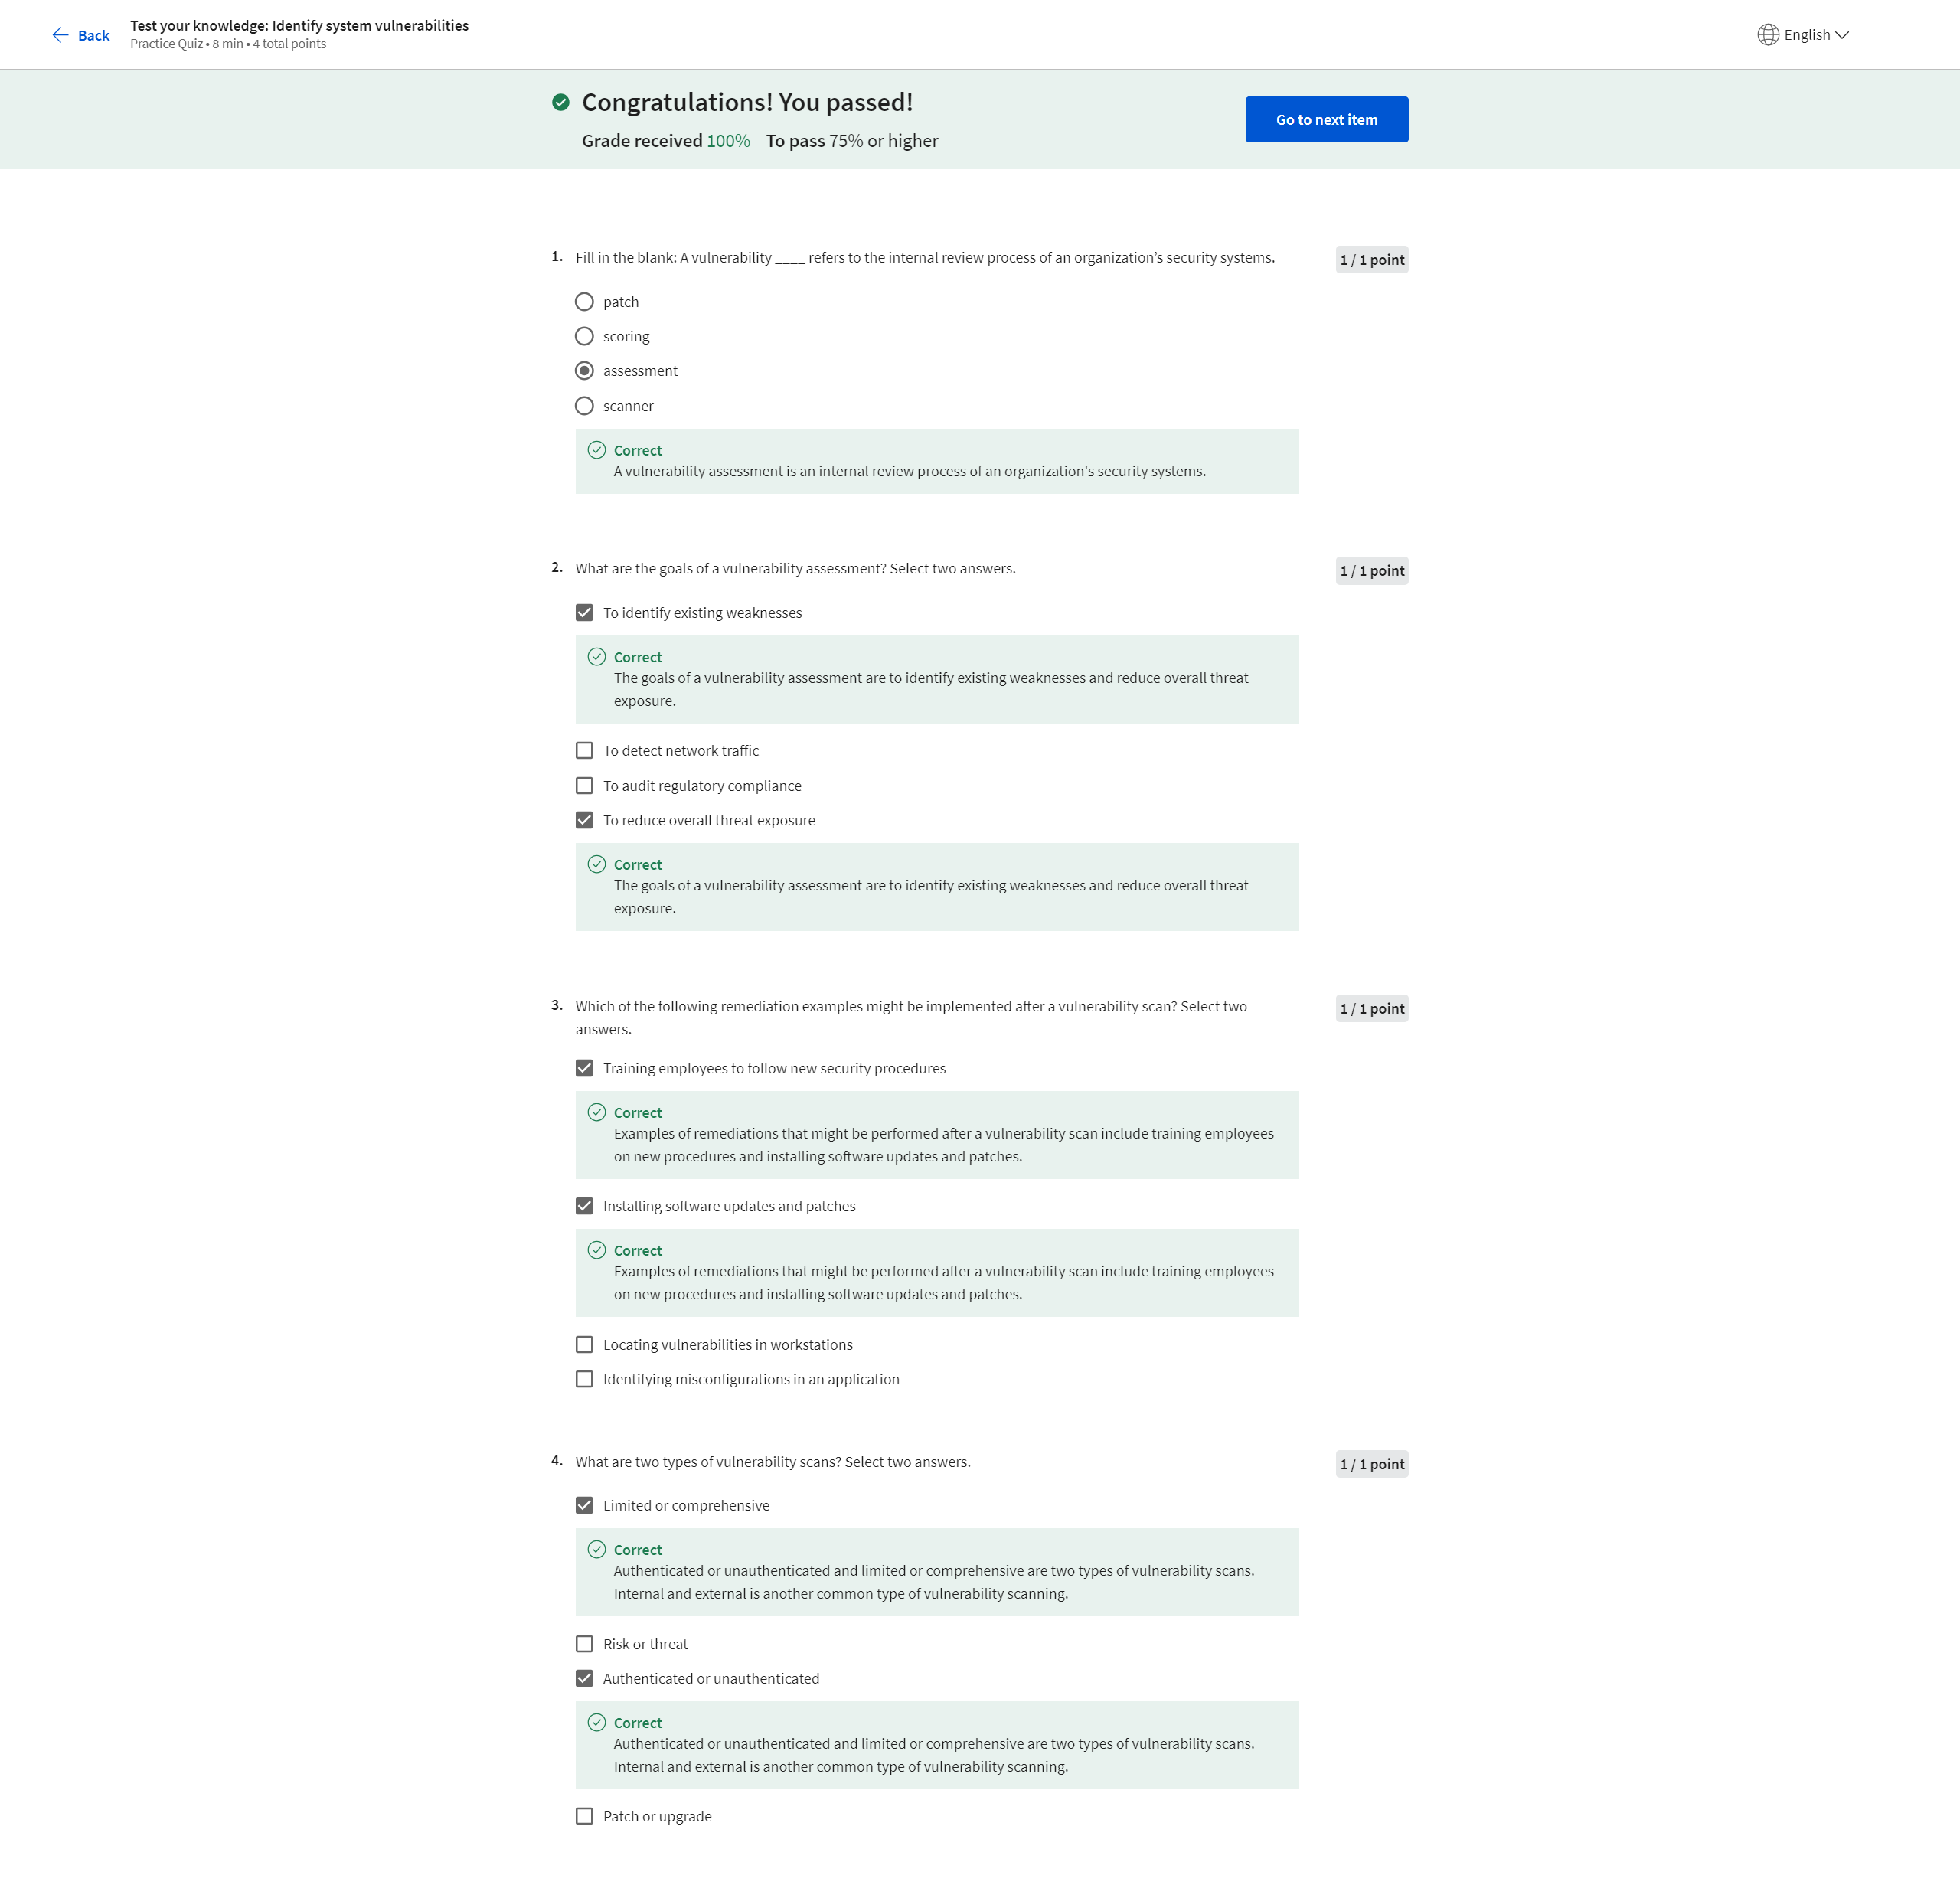 Back
Test your knowledge: Identify system vulnerabilities
Practice Quiz • 8 min • 4 total points
English
Congratulations! You passed!
Grade received 100% To pass 75% or higher
Go to next item
1. Fill in the blank: A vulnerability ____ refers to the internal review process of an organization’s security systems.
1 / 1 point
patch
scoring
assessment
scanner
Correct
A vulnerability assessment is an internal review process of an organization's security systems.
2. What are the goals of a vulnerability assessment? Select two answers.
1 / 1 point
To identify existing weaknesses
Correct
The goals of a vulnerability assessment are to identify existing weaknesses and reduce overall threat
exposure.
To detect network traffic
To audit regulatory compliance
To reduce overall threat exposure
Correct
The goals of a vulnerability assessment are to identify existing weaknesses and reduce overall threat
exposure.
3. Which of the following remediation examples might be implemented after a vulnerability scan? Select two
answers.
1 / 1 point
Training employees to follow new security procedures
Correct
Examples of remediations that might be performed after a vulnerability scan include training employees
on new procedures and installing software updates and patches.
Installing software updates and patches
Correct
Examples of remediations that might be performed after a vulnerability scan include training employees
on new procedures and installing software updates and patches.
Locating vulnerabilities in workstations
Identifying misconfigurations in an application
4. What are two types of vulnerability scans? Select two answers.
1 / 1 point
Limited or comprehensive
Correct
Authenticated or unauthenticated and limited or comprehensive are two types of vulnerability scans.
Internal and external is another common type of vulnerability scanning.
Risk or threat
Authenticated or unauthenticated
Correct
Authenticated or unauthenticated and limited or comprehensive are two types of vulnerability scans.
Internal and external is another common type of vulnerability scanning.
Patch or upgrade